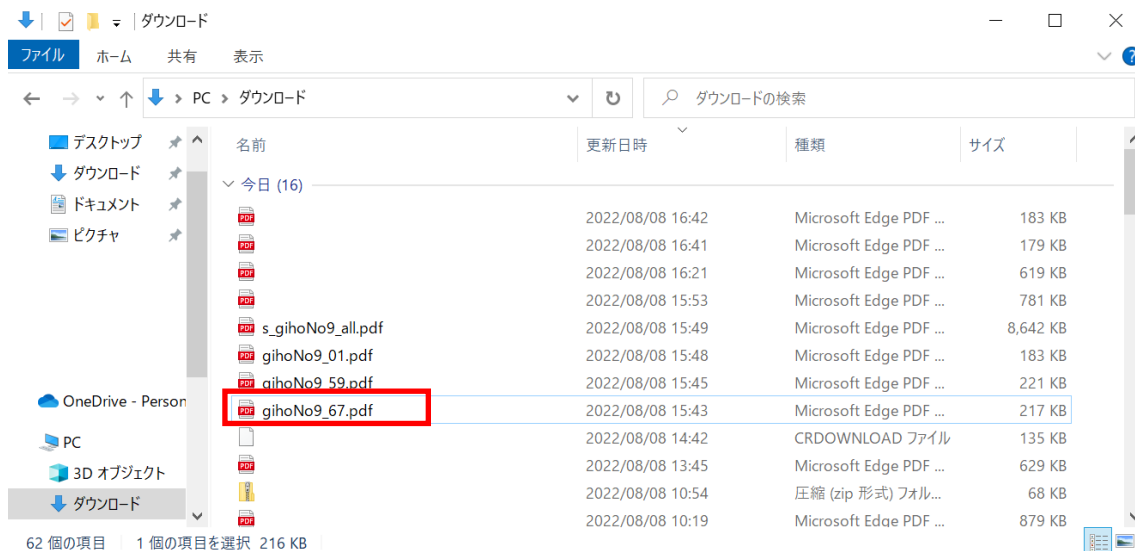 ダウンロード
ファイル ホーム 共有 表示
PC > ダウンロード ダウンロードの検索
名前 更新日時 種類 サイズ
デスクトップ
ダウンロード
ドキュメント
ピクチャ
OneDrive - Person
PC
3D オブジェクト
ダウンロード
今日 (16)
2022/08/08 16:42 Microsoft Edge PDF ... 183 KB
2022/08/08 16:41 Microsoft Edge PDF ... 179 KB
2022/08/08 16:21 Microsoft Edge PDF ... 619 KB
2022/08/08 15:53 Microsoft Edge PDF ... 781 KB
s_gihoNo9_all.pdf 2022/08/08 15:49 Microsoft Edge PDF ... 8,642 KB
gihoNo9_01.pdf 2022/08/08 15:48 Microsoft Edge PDF ... 183 KB
gihoNo9_59.pdf 2022/08/08 15:45 Microsoft Edge PDF ... 221 KB
gihoNo9_67.pdf 2022/08/08 15:43 Microsoft Edge PDF ... 217 KB
2022/08/08 14:42 CRDOWNLOAD ファイル 135 KB
2022/08/08 13:45 Microsoft Edge PDF ... 629 KB
2022/08/08 10:54 圧縮 (zip 形式) フォル... 68 KB
2022/08/08 10:19 Microsoft Edge PDF ... 879 KB
62 個の項目 1 個の項目を選択 216 KB